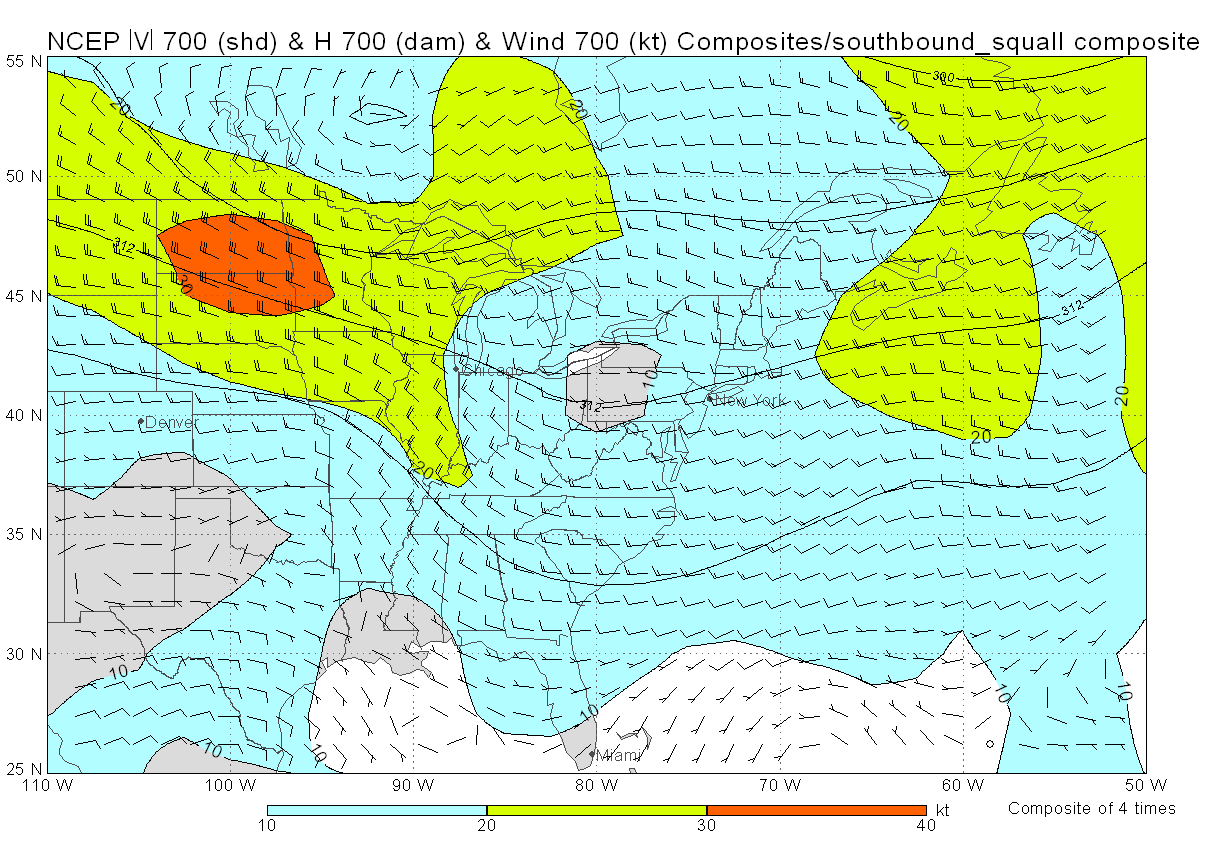 NCEP |V| 700 (shd) & H 700 (dam) & Wind 700 (kt) Composites/southbound_squall composite
55 N
300
20
20
20
50 N
312
30
45 N
312
Chicago
10
312
New York
20
40 N
Denver
20
20
35 N
30 N
10
10
10
10
10
10
Miami
25 N
110 W
100 W
90 W
80 W
70 W
60 W
50 W
kt
Composite of 4 times
10
20
30
40